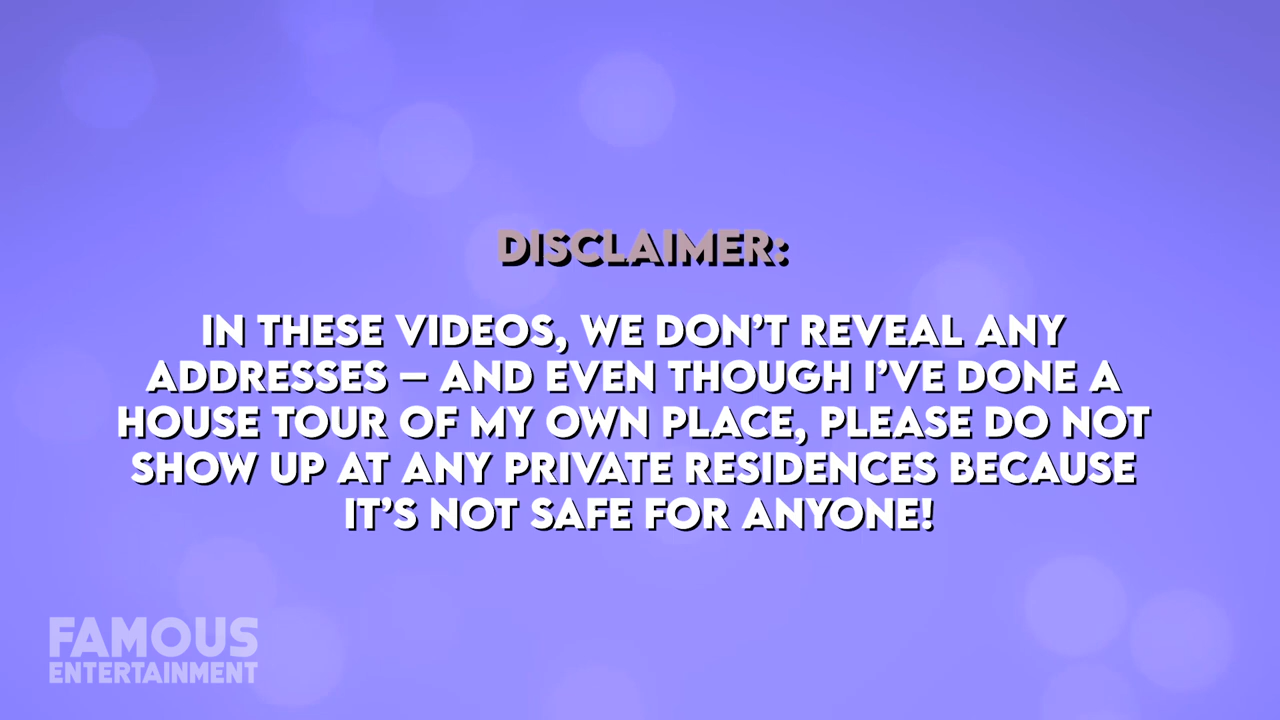 DISCLAIMER:
IN THESE VIDEOS, WE DON'T REVEAL ANY
ADDRESSES – AND EVEN THOUGH I'VE DONE A
HOUSE TOUR OF MY OWN PLACE, PLEASE DO NOT
SHOW UP AT ANY PRIVATE RESIDENCES BECAUSE
IT'S NOT SAFE FOR ANYONE!
FAMOUS
ENTERTAINMENT